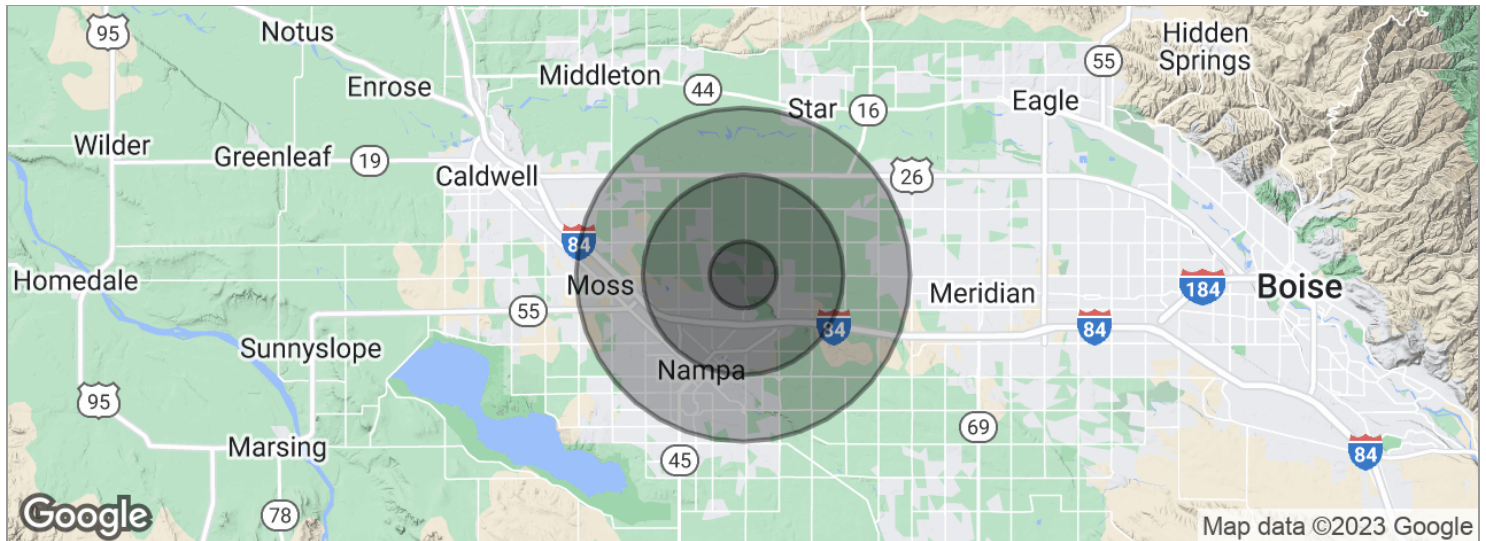 95
Notus
Hidden
Springs
55
Enrose
Middleton
44
Star
16
Eagle
Wilder
Greenleaf
19
Caldwell
26
84
Homedale
Moss
55
Meridian
184
Boise
84
84
Sunnyslope
Nampa
95
Marsing
69
45
84
78
Google
Map data ©2023 Google